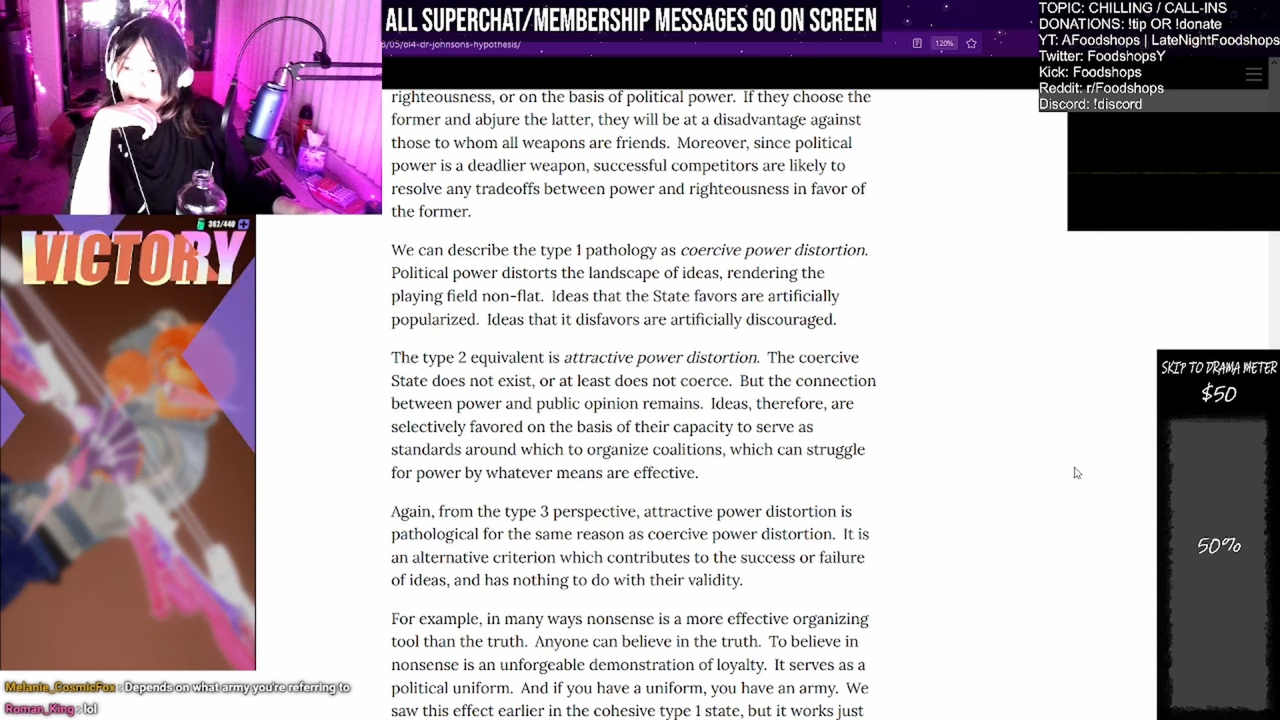 ALL SUPERCHAT/MEMBERSHIP MESSAGES GO ON SCREEN
/05/ol4-dr-johnsons-hypothesis/
120%
TOPIC: CHILLING / CALL-INS
DONATIONS: !tip OR !donate
YT: AFoodshops | LateNightFoodshops
Twitter: FoodshopsY
Kick: Foodshops
Reddit: r/Foodshops
Discord: !discord
righteousness, or on the basis of political power. If they choose the
former and abjure the latter, they will be at a disadvantage against
those to whom all weapons are friends. Moreover, since political
power is a deadlier weapon, successful competitors are likely to
resolve any tradeoffs between power and righteousness in favor of
the former.
We can describe the type 1 pathology as coercive power distortion.
Political power distorts the landscape of ideas, rendering the
playing field non-flat. Ideas that the State favors are artificially
popularized. Ideas that it disfavors are artificially discouraged.
The type 2 equivalent is attractive power distortion. The coercive
State does not exist, or at least does not coerce. But the connection
between power and public opinion remains. Ideas, therefore, are
selectively favored on the basis of their capacity to serve as
standards around which to organize coalitions, which can struggle
for power by whatever means are effective.
Again, from the type 3 perspective, attractive power distortion is
pathological for the same reason as coercive power distortion. It is
an alternative criterion which contributes to the success or failure
of ideas, and has nothing to do with their validity.
For example, in many ways nonsense is a more effective organizing
tool than the truth. Anyone can believe in the truth. To believe in
nonsense is an unforgeable demonstration of loyalty. It serves as a
political uniform. And if you have a uniform, you have an army. We
saw this effect earlier in the cohesive type 1 state, but it works just
362/440
VICTORY
SKIP TO DRAMA METER
$50
50%
Melanie_CosmicFox : Depends on what army you're referring to
Roman_King : lol